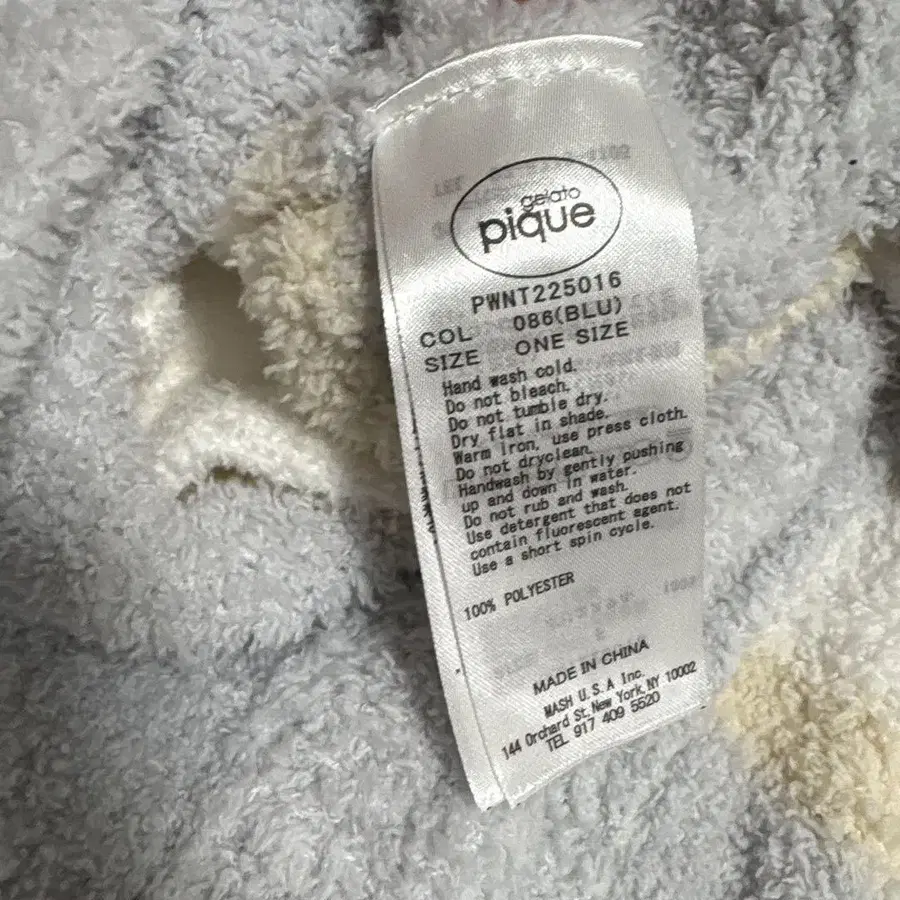 gelato
pique
PWNT225016
COL 086(BLU)
SIZE ONE SIZE
Hand wash cold.
Do not bleach.
Do not tumble dry.
Dry flat in shade.
Warm iron, use press cloth.
Do not dryclean.
Handwash by gently pushing
up and down in water.
Do not rub and wash.
Use detergent that does not
contain fluorescent agent.
Use a short spin cycle.
100% POLYESTER
MADE IN CHINA
MASH U.S.A Inc.
144 Orchard St, New York, NY 10002
TEL 917 409 5620